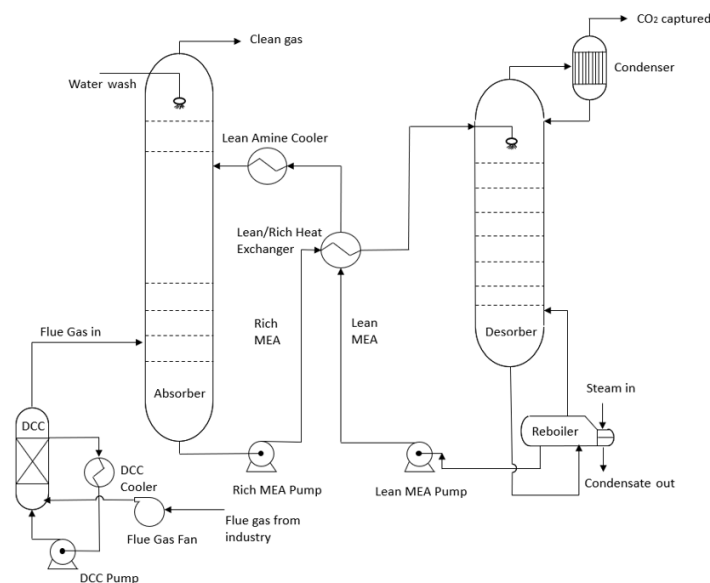 Clean gas
CO₂ captured
Water wash
Condenser
Lean Amine Cooler
Lean/Rich Heat
Exchanger
Rich
MEA
Lean
MEA
Flue Gas in
Desorber
Absorber
Steam in
DCC
Reboiler
DCC
Cooler
Condensate out
Rich MEA Pump
Lean MEA Pump
Flue gas from
industry
Flue Gas Fan
DCC Pump